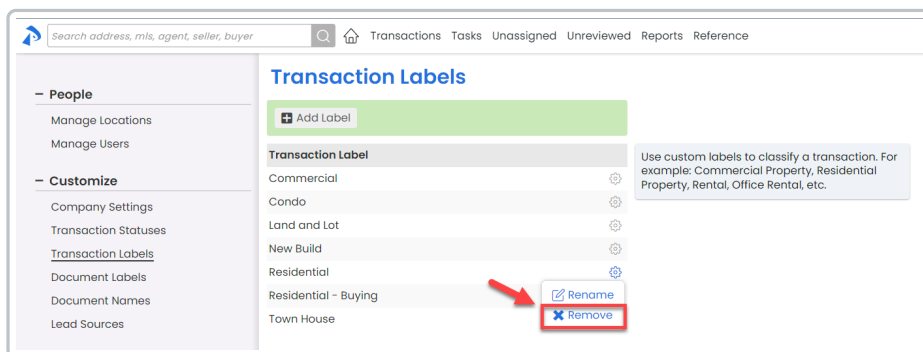 Search address, mls, agent, seller, buyer
Transactions Tasks Unassigned Unreviewed Reports Reference
– People
Manage Locations
Manage Users
– Customize
Company Settings
Transaction Statuses
Transaction Labels
Document Labels
Document Names
Lead Sources
Transaction Labels
Add Label
Transaction Label
Commercial
Condo
Land and Lot
New Build
Residential
Residential - Buying
Town House
Rename
Remove
Use custom labels to classify a transaction. For
example: Commercial Property, Residential
Property, Rental, Office Rental, etc.